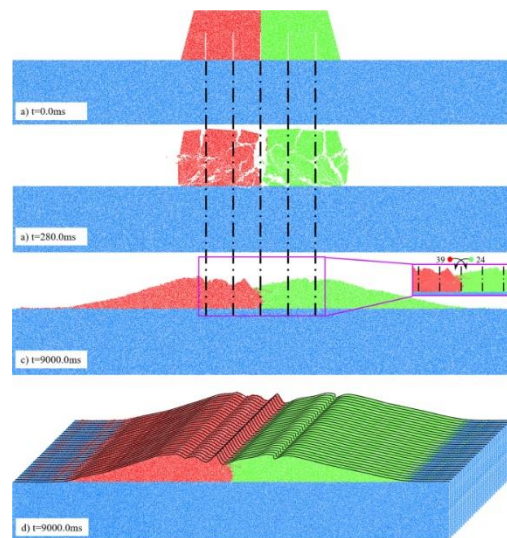 a) t=0.0ms
a) t=280.0ms
39 24
c) t=9000.0ms
d) t=9000.0ms